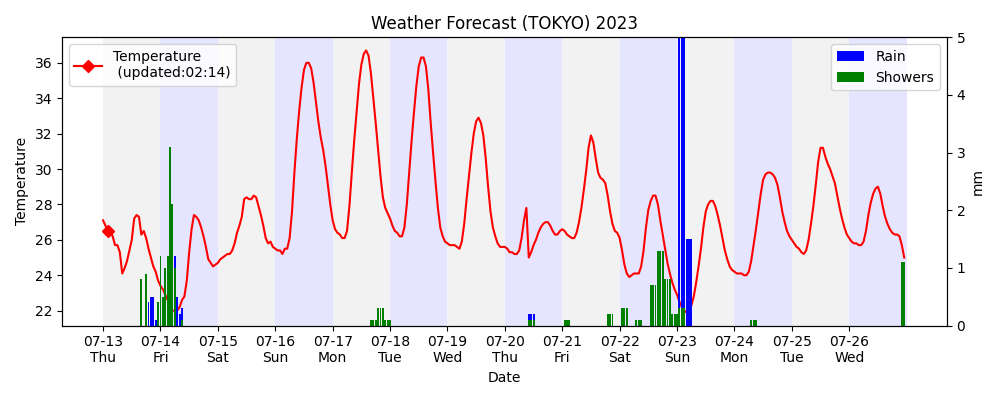 Weather Forecast (TOKYO) 2023
Temperature
(updated:02:14)
Rain
Showers
Temperature
36
34
32
30
28
26
24
22
5
4
3
2
1
0
mm
07-13 07-14 07-15 07-16 07-17 07-18 07-19 07-20 07-21 07-22 07-23 07-24 07-25 07-26
Thu Fri Sat Sun Mon Tue Wed Thu Fri Sat Sun Mon Tue Wed
Date